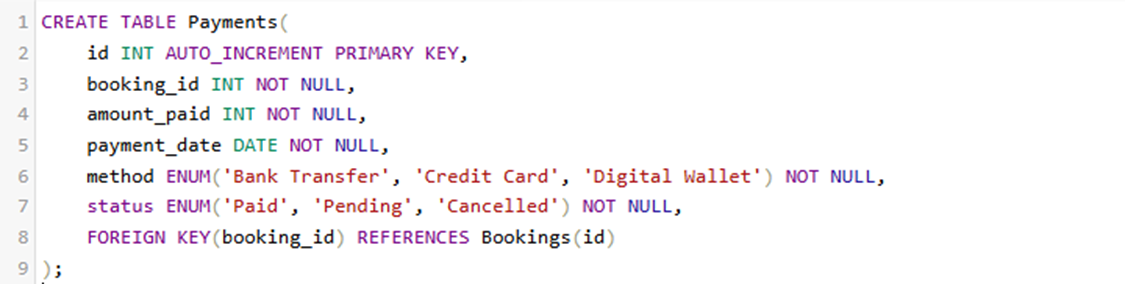 1 CREATE TABLE Payments(
2 id INT AUTO_INCREMENT PRIMARY KEY,
3 booking_id INT NOT NULL,
4 amount_paid INT NOT NULL,
5 payment_date DATE NOT NULL,
6 method ENUM('Bank Transfer', 'Credit Card', 'Digital Wallet') NOT NULL,
7 status ENUM('Paid', 'Pending', 'Cancelled') NOT NULL,
8 FOREIGN KEY(booking_id) REFERENCES Bookings(id)
9 );